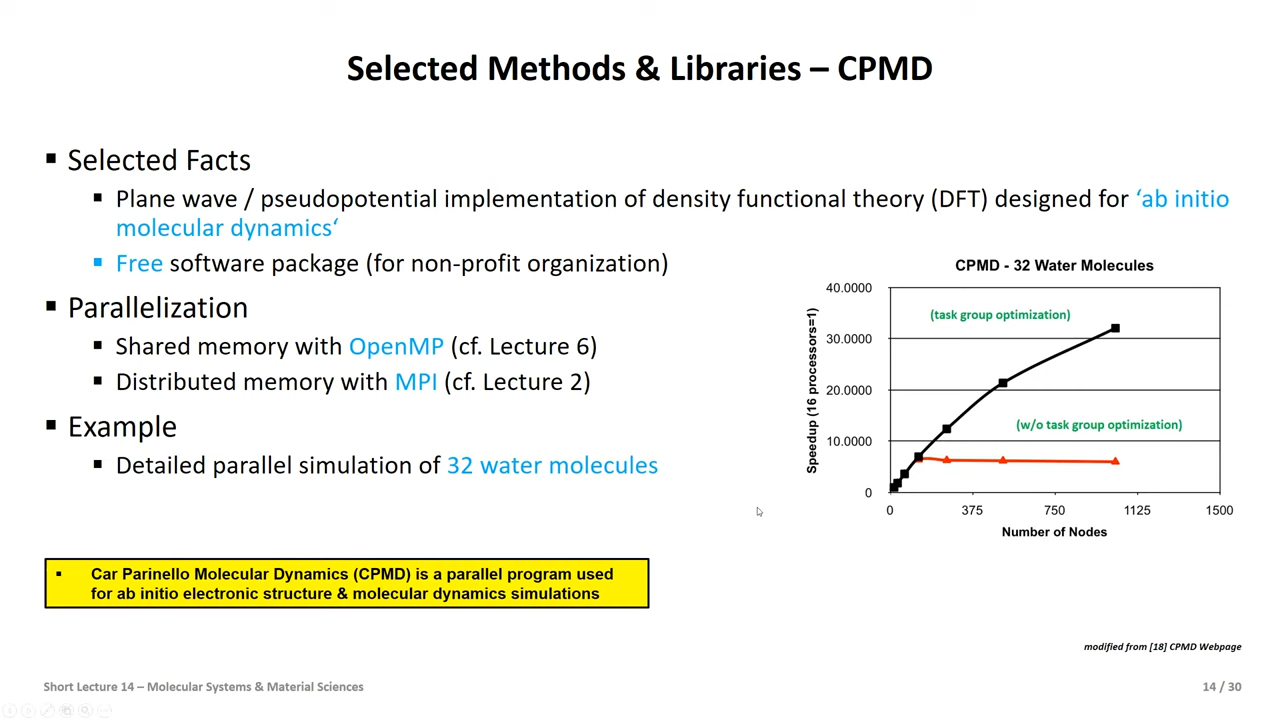 Selected Methods & Libraries – CPMD
▪ Selected Facts
▪ Plane wave / pseudopotential implementation of density functional theory (DFT) designed for ‘ab initio
molecular dynamics‘
▪ Free software package (for non-profit organization)
▪ Parallelization
▪ Shared memory with OpenMP (cf. Lecture 6)
▪ Distributed memory with MPI (cf. Lecture 2)
▪ Example
▪ Detailed parallel simulation of 32 water molecules
▪ Car Parinello Molecular Dynamics (CPMD) is a parallel program used
for ab initio electronic structure & molecular dynamics simulations
CPMD - 32 Water Molecules
Speedup (16 processors=1)
40.0000
30.0000
20.0000
10.0000
0
(task group optimization)
(w/o task group optimization)
0 375 750 1125 1500
Number of Nodes
modified from [18] CPMD Webpage
Short Lecture 14 – Molecular Systems & Material Sciences
14 / 30